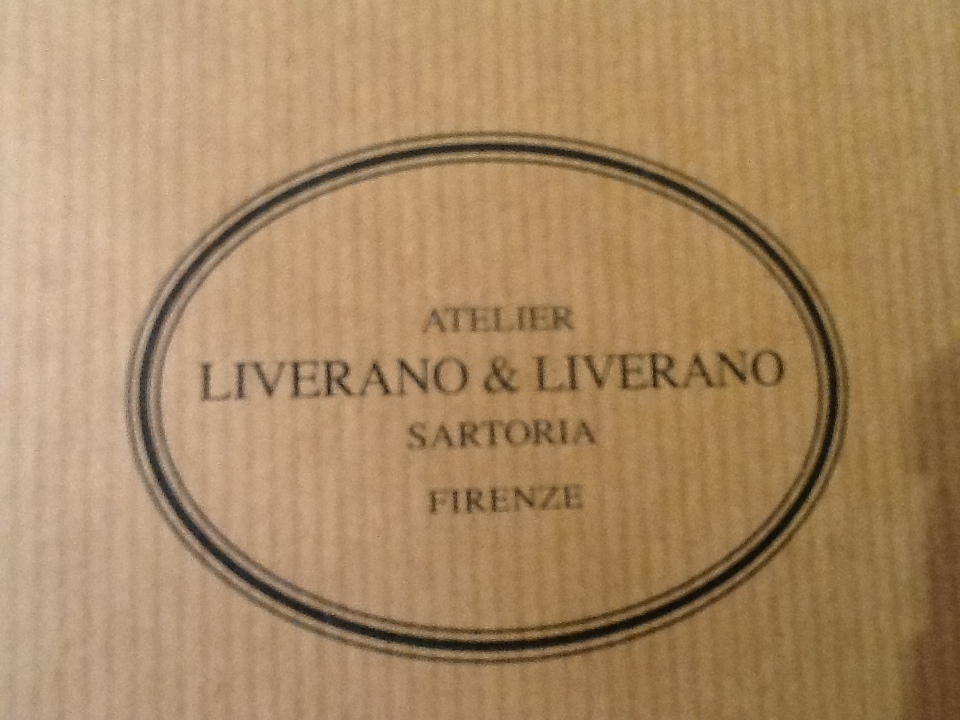 ATELIER
LIVERANO & LIVERANO
SARTORIA
FIRENZE